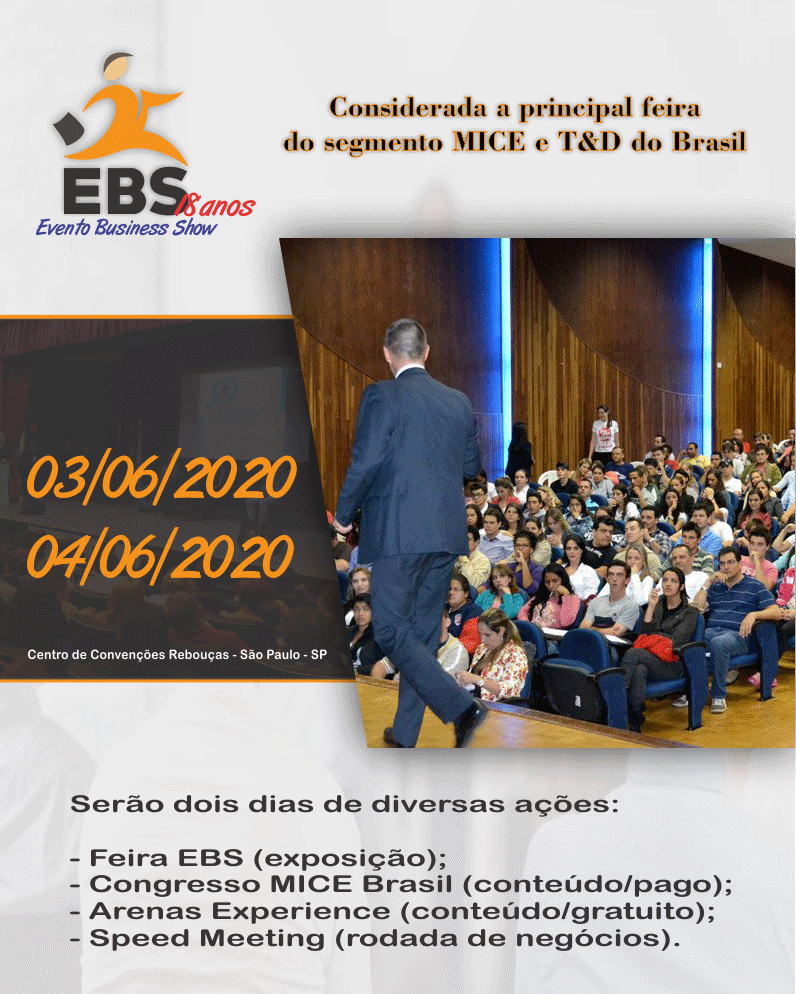 Considerada a principal feira
do segmento MICE e T&D do Brasil
EBS
18 anos
Evento Business Show
03/06/2020
04/06/2020
Centro de Convenções Rebouças - São Paulo - SP
Serão dois dias de diversas ações:
- Feira EBS (exposição);
- Congresso MICE Brasil (conteúdo/pago);
- Arenas Experience (conteúdo/gratuito);
- Speed Meeting (rodada de negócios).